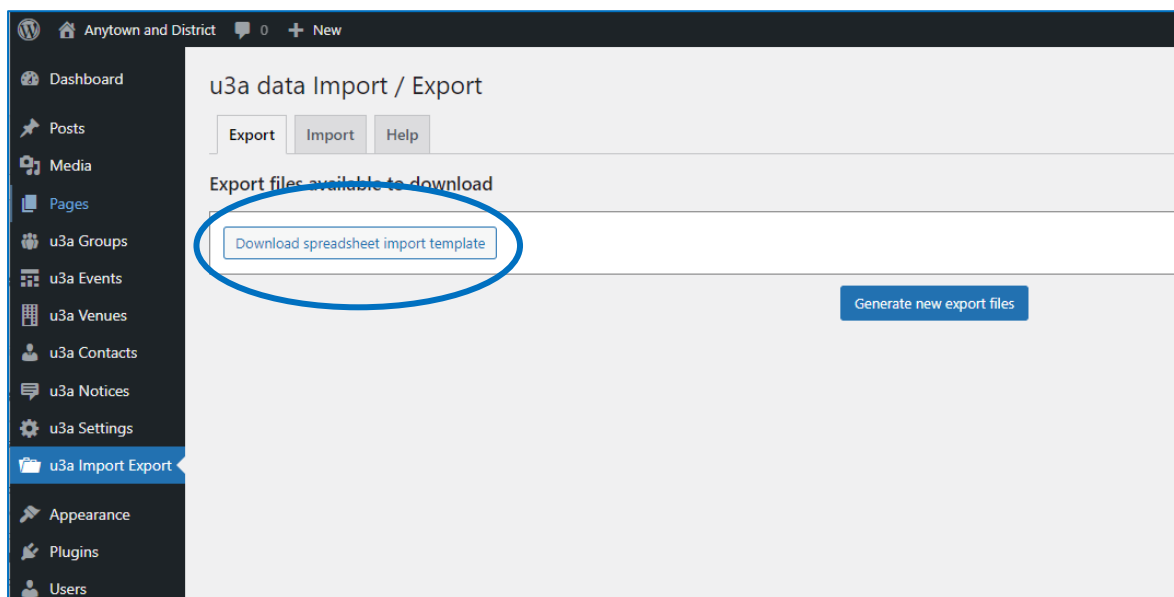 Anytown and District 0 New
Dashboard
Posts
Media
Pages
u3a Groups
u3a Events
u3a Venues
u3a Contacts
u3a Notices
u3a Settings
u3a Import Export
Appearance
Plugins
Users
u3a data Import / Export
Export Import Help
Export files available to download
Download spreadsheet import template
Generate new export files